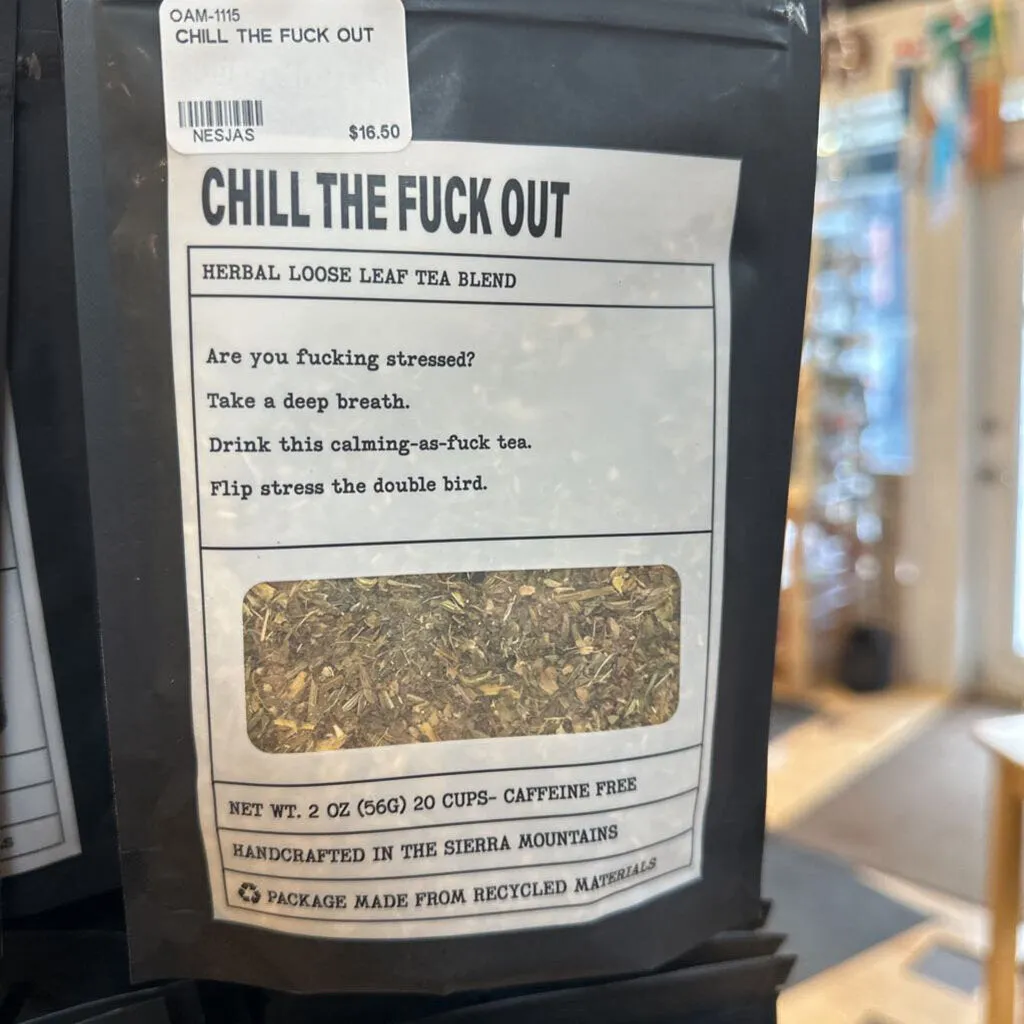 OAM-1115
CHILL THE FUCK OUT
NESJAS $16.50
CHILL THE FUCK OUT
HERBAL LOOSE LEAF TEA BLEND
Are you fucking stressed?
Take a deep breath.
Drink this calming-as-fuck tea.
Flip stress the double bird.
NET WT. 2 OZ (56G) 20 CUPS- CAFFEINE FREE
HANDCRAFTED IN THE SIERRA MOUNTAINS
PACKAGE MADE FROM RECYCLED MATERIALS